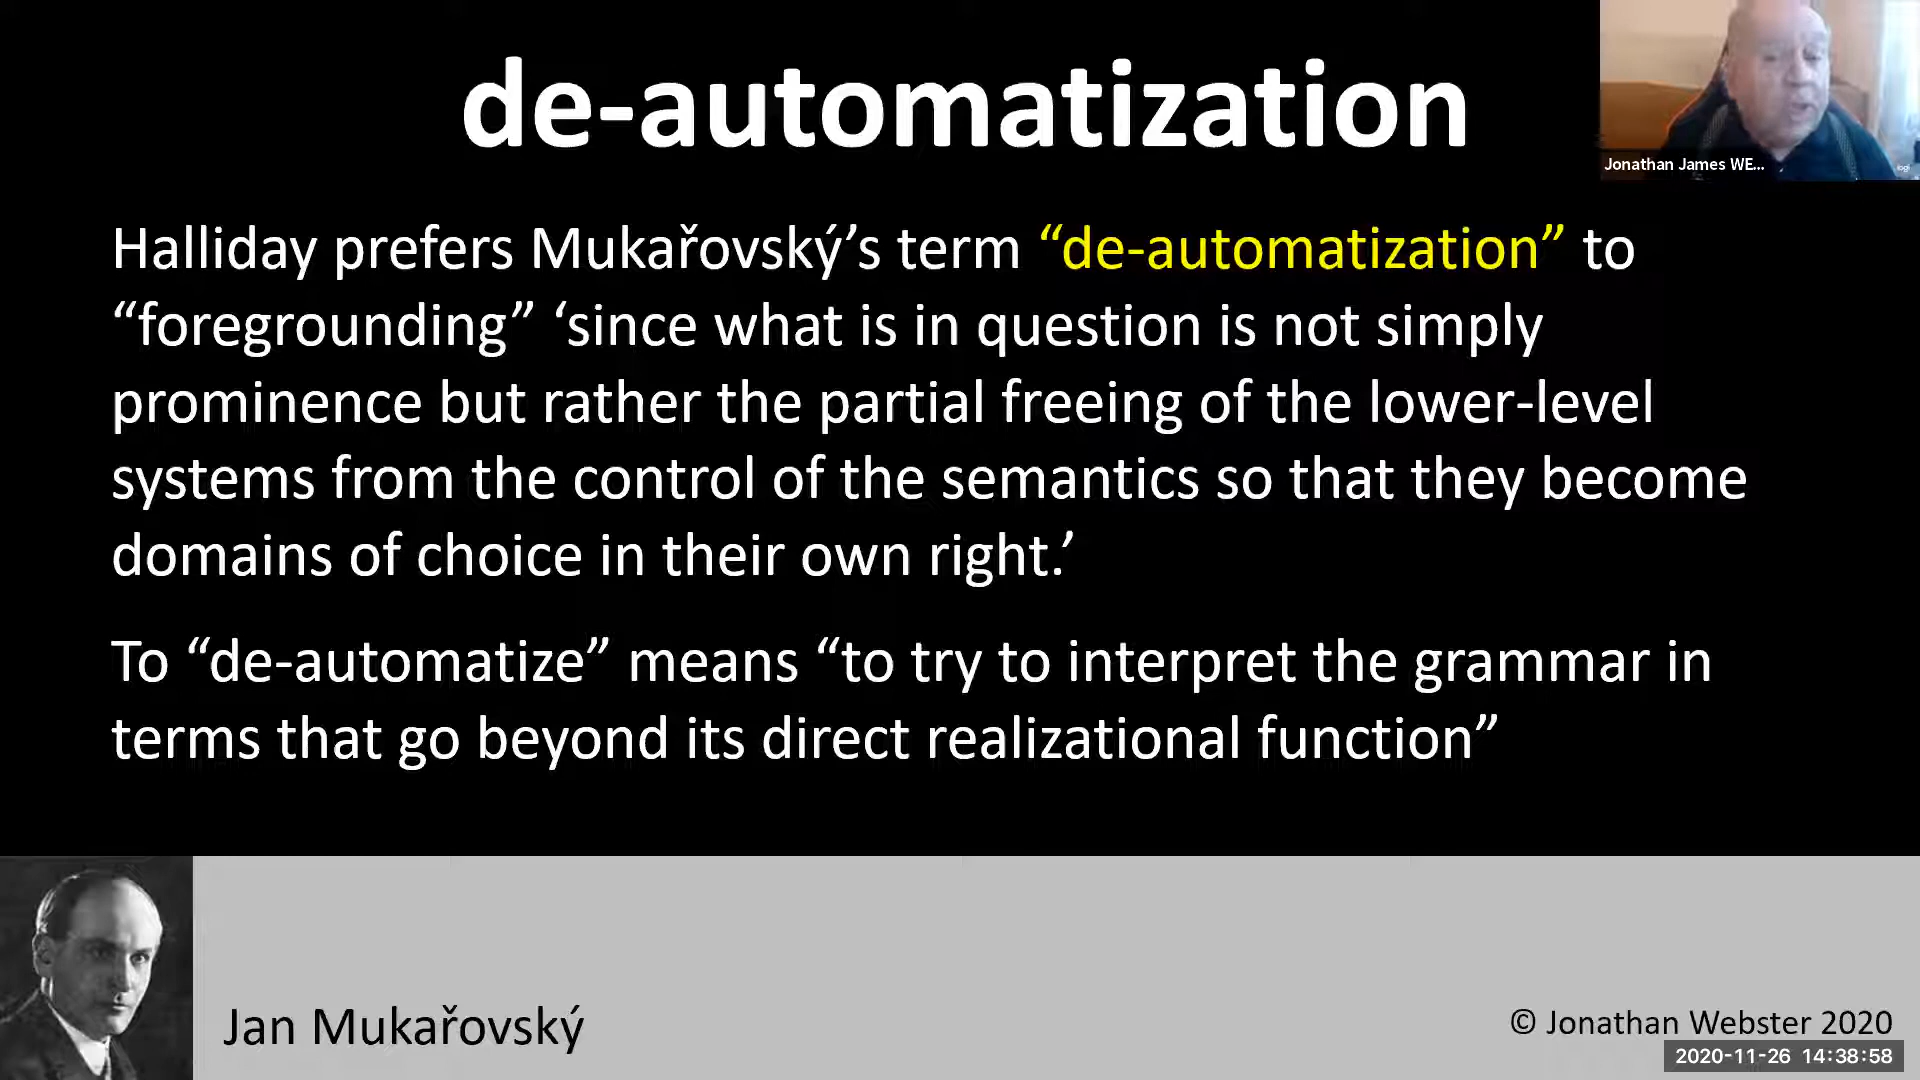 de-automatization
Jonathan James WE...
Halliday prefers Mukařovský’s term “de-automatization” to
“foregrounding” ‘since what is in question is not simply
prominence but rather the partial freeing of the lower-level
systems from the control of the semantics so that they become
domains of choice in their own right.’
To “de-automatize” means “to try to interpret the grammar in
terms that go beyond its direct realizational function”
Jan Mukařovský
© Jonathan Webster 2020
2020-11-26 14:38:58